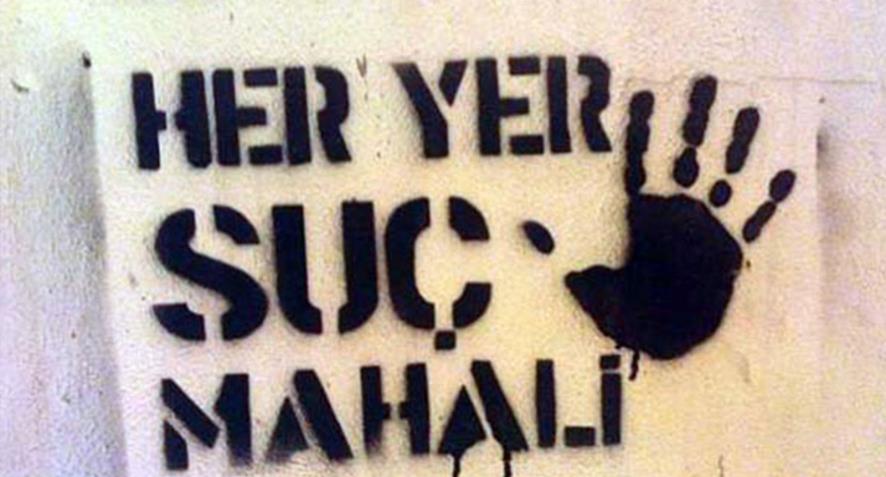 HER YER
SUÇ
MAHALİ